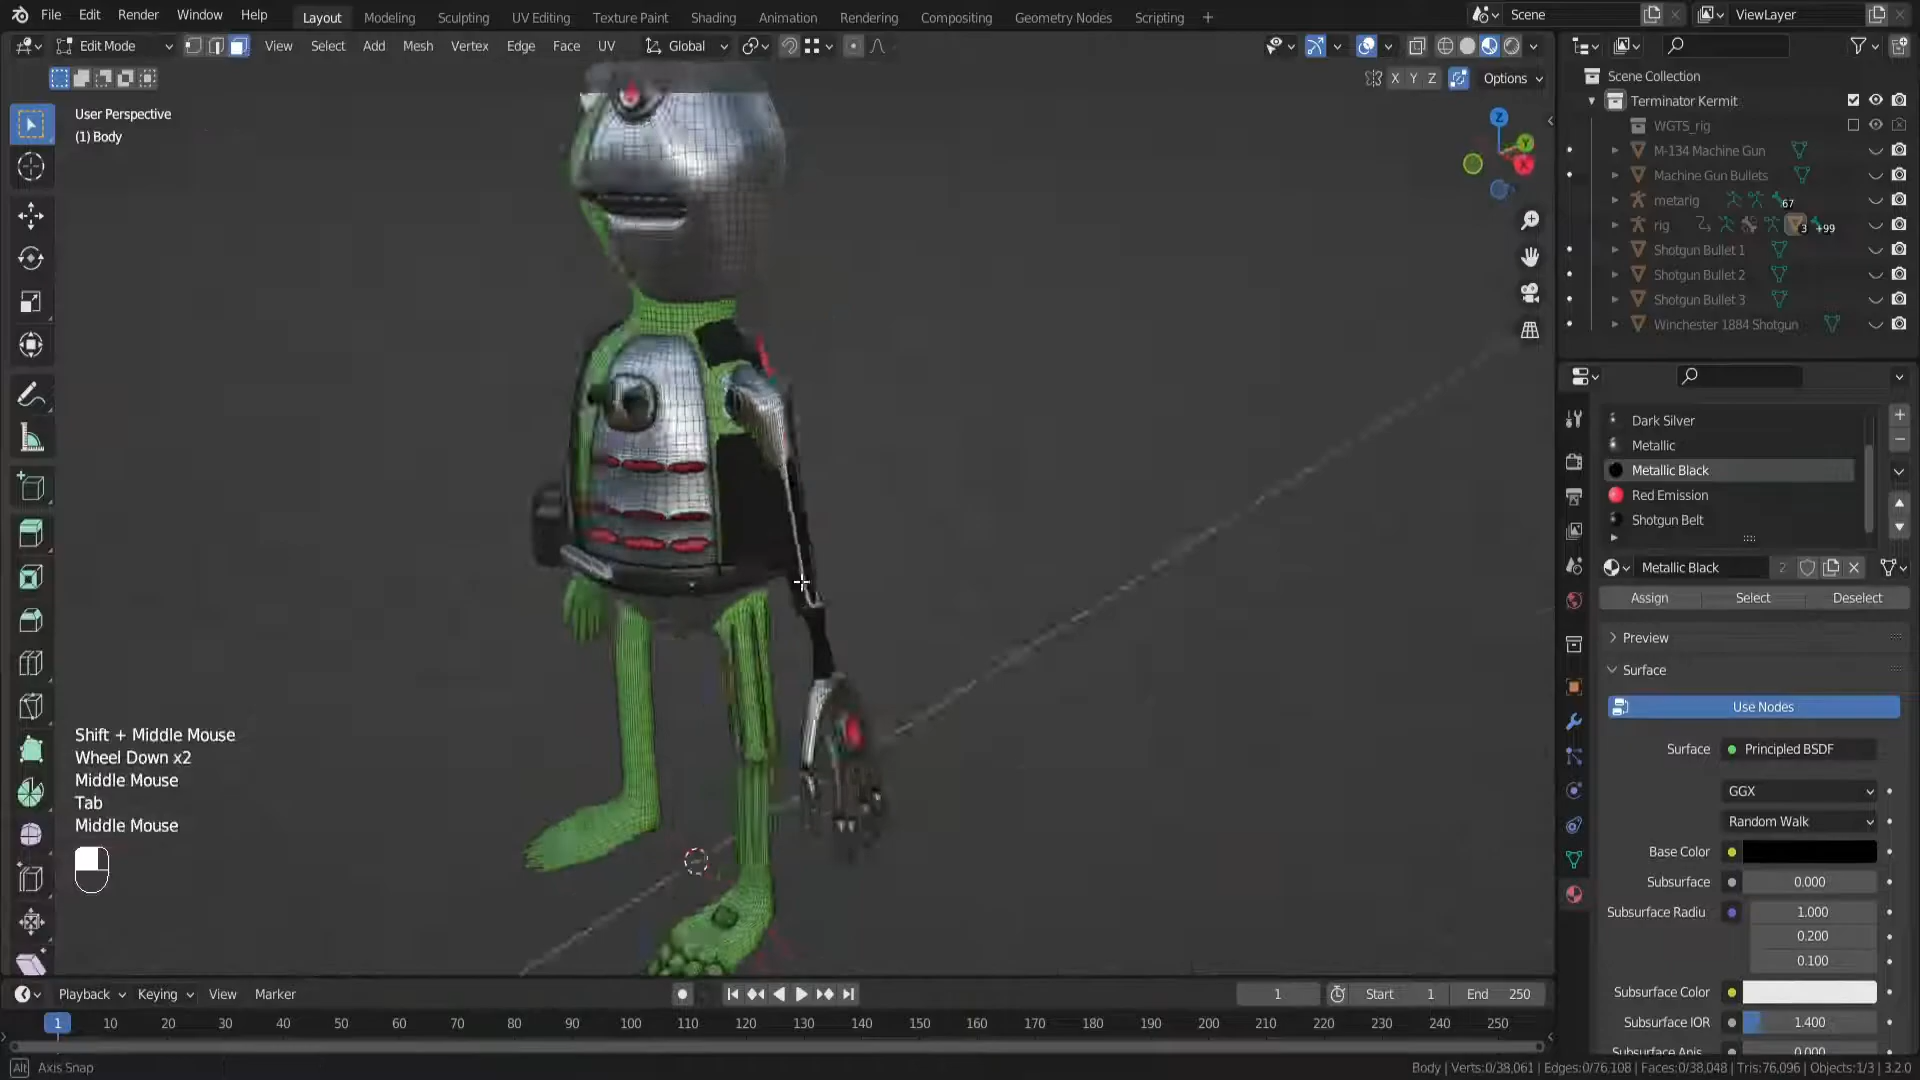 File Edit Render Window Help Layout Modeling Sculpting UV Editing Texture Paint Shading Animation Rendering Compositing Geometry Nodes Scripting + Scene ViewLayer
Edit Mode View Select Add Mesh Vertex Edge Face UV Global
X Y Z Options
User Perspective
(1) Body
Z
Y
X
Scene Collection
Terminator Kermit
WGTS_rig
M-134 Machine Gun
Machine Gun Bullets
metarig 67
rig 3 +99
Shotgun Bullet 1
Shotgun Bullet 2
Shotgun Bullet 3
Winchester 1884 Shotgun
Dark Silver
Metallic
Metallic Black
Red Emission
Shotgun Belt
Metallic Black 2
Assign Select Deselect
Preview
Surface
Use Nodes
Surface Principled BSDF
GGX
Random Walk
Base Color
Subsurface 0.000
Subsurface Radiu 1.000
0.200
0.100
Subsurface Color
Subsurface IOR 1.400
Subsurface Anis 0.000
Shift + Middle Mouse
Wheel Down x2
Middle Mouse
Tab
Middle Mouse
Playback Keying View Marker 1 Start 1 End 250
1 10 20 30 40 50 60 70 80 90 100 110 120 130 140 150 160 170 180 190 200 210 220 230 240 250
Alt Axis Snap Body | Verts:0/38,061 | Edges:0/76,108 | Faces:0/38,048 | Tris:76,096 | Objects:1/3 | 3.2.0